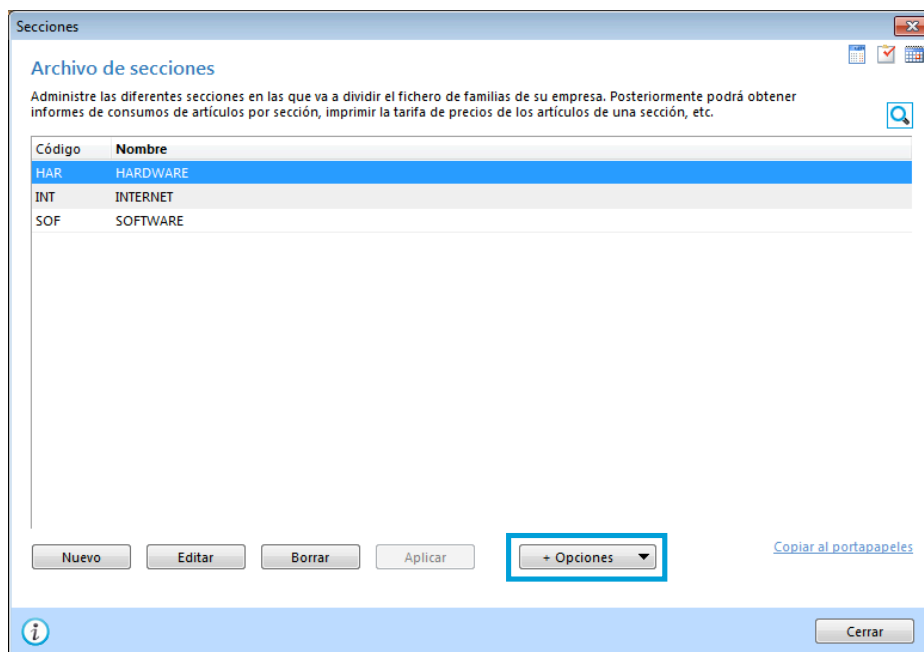 Secciones
Archivo de secciones
Administre las diferentes secciones en las que va a dividir el fichero de familias de su empresa. Posteriormente podrá obtener
informes de consumos de artículos por sección, imprimir la tarifa de precios de los artículos de una sección, etc.
Código Nombre
HAR HARDWARE
INT INTERNET
SOF SOFTWARE
Nuevo Editar Borrar Aplicar + Opciones Copiar al portapapeles
Cerrar